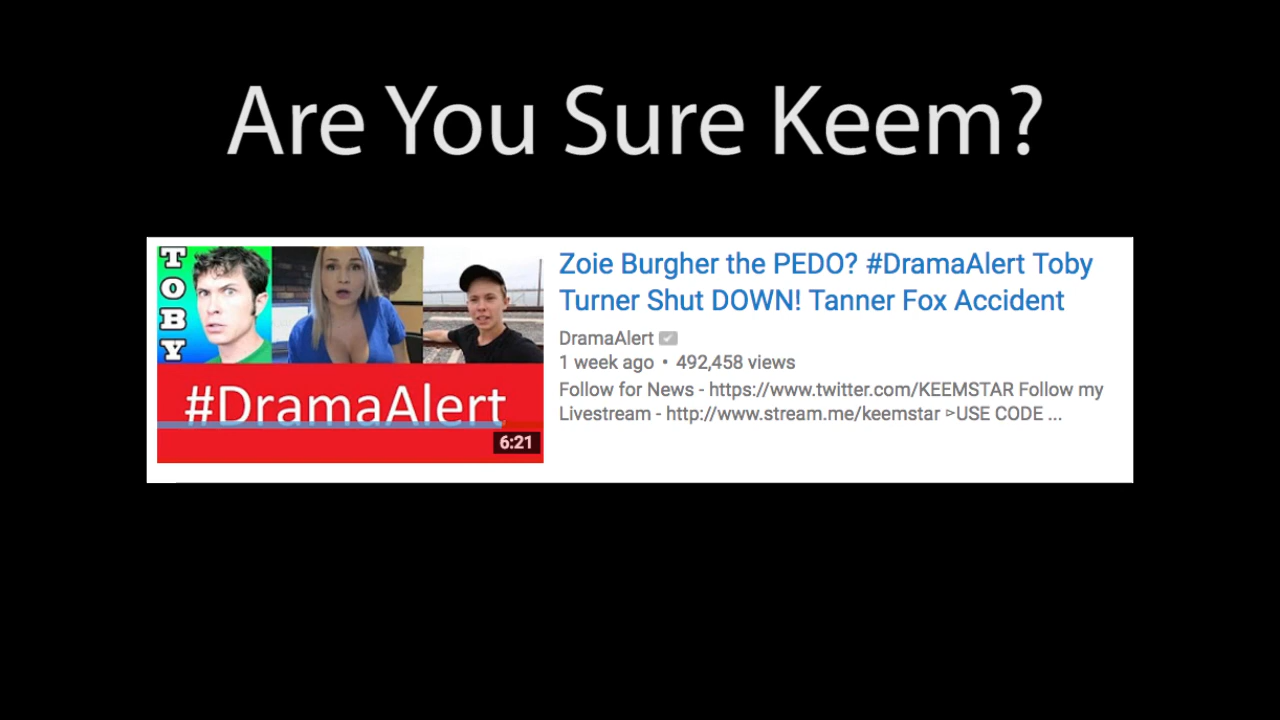 Are You Sure Keem?
TOBY
#DramaAlert
6:21
Zoie Burgher the PEDO? #DramaAlert Toby
Turner Shut DOWN! Tanner Fox Accident
DramaAlert
1 week ago • 492,458 views
Follow for News - https://www.twitter.com/KEEMSTAR Follow my
Livestream - http://www.stream.me/keemstar ▻USE CODE ...